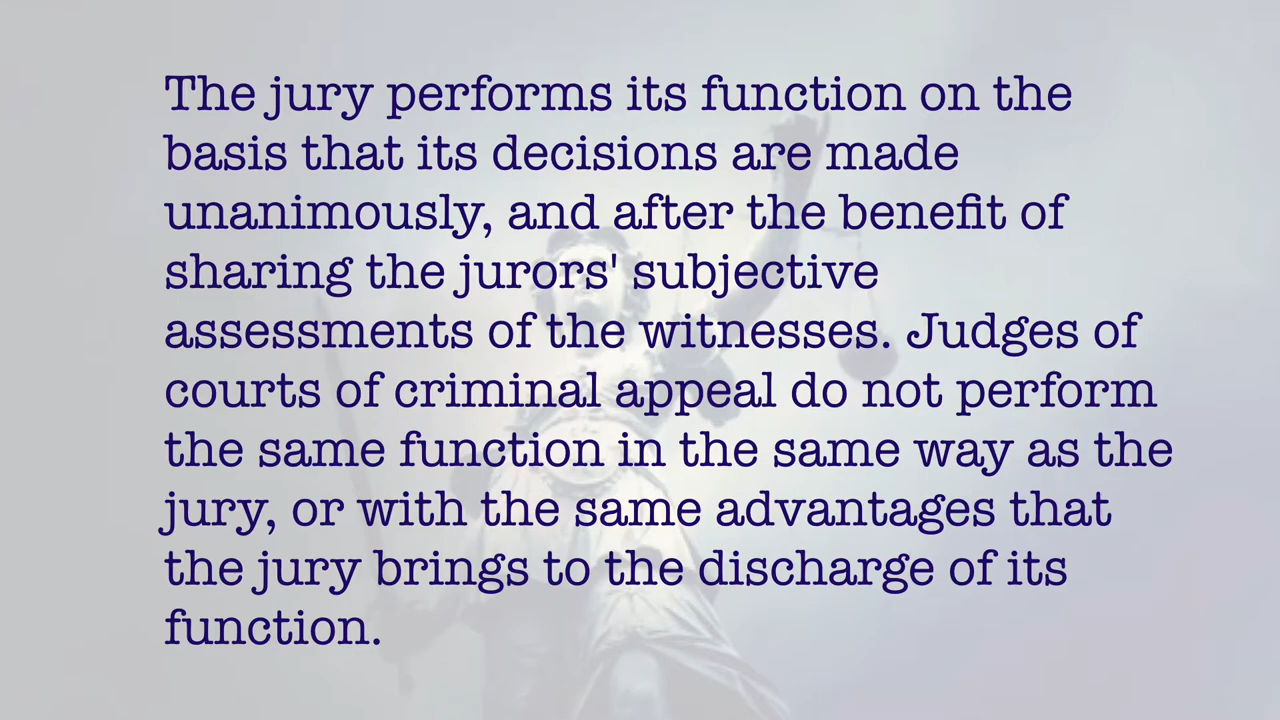 The jury performs its function on the
basis that its decisions are made
unanimously, and after the benefit of
sharing the jurors' subjective
assessments of the witnesses. Judges of
courts of criminal appeal do not perform
the same function in the same way as the
jury, or with the same advantages that
the jury brings to the discharge of its
function.